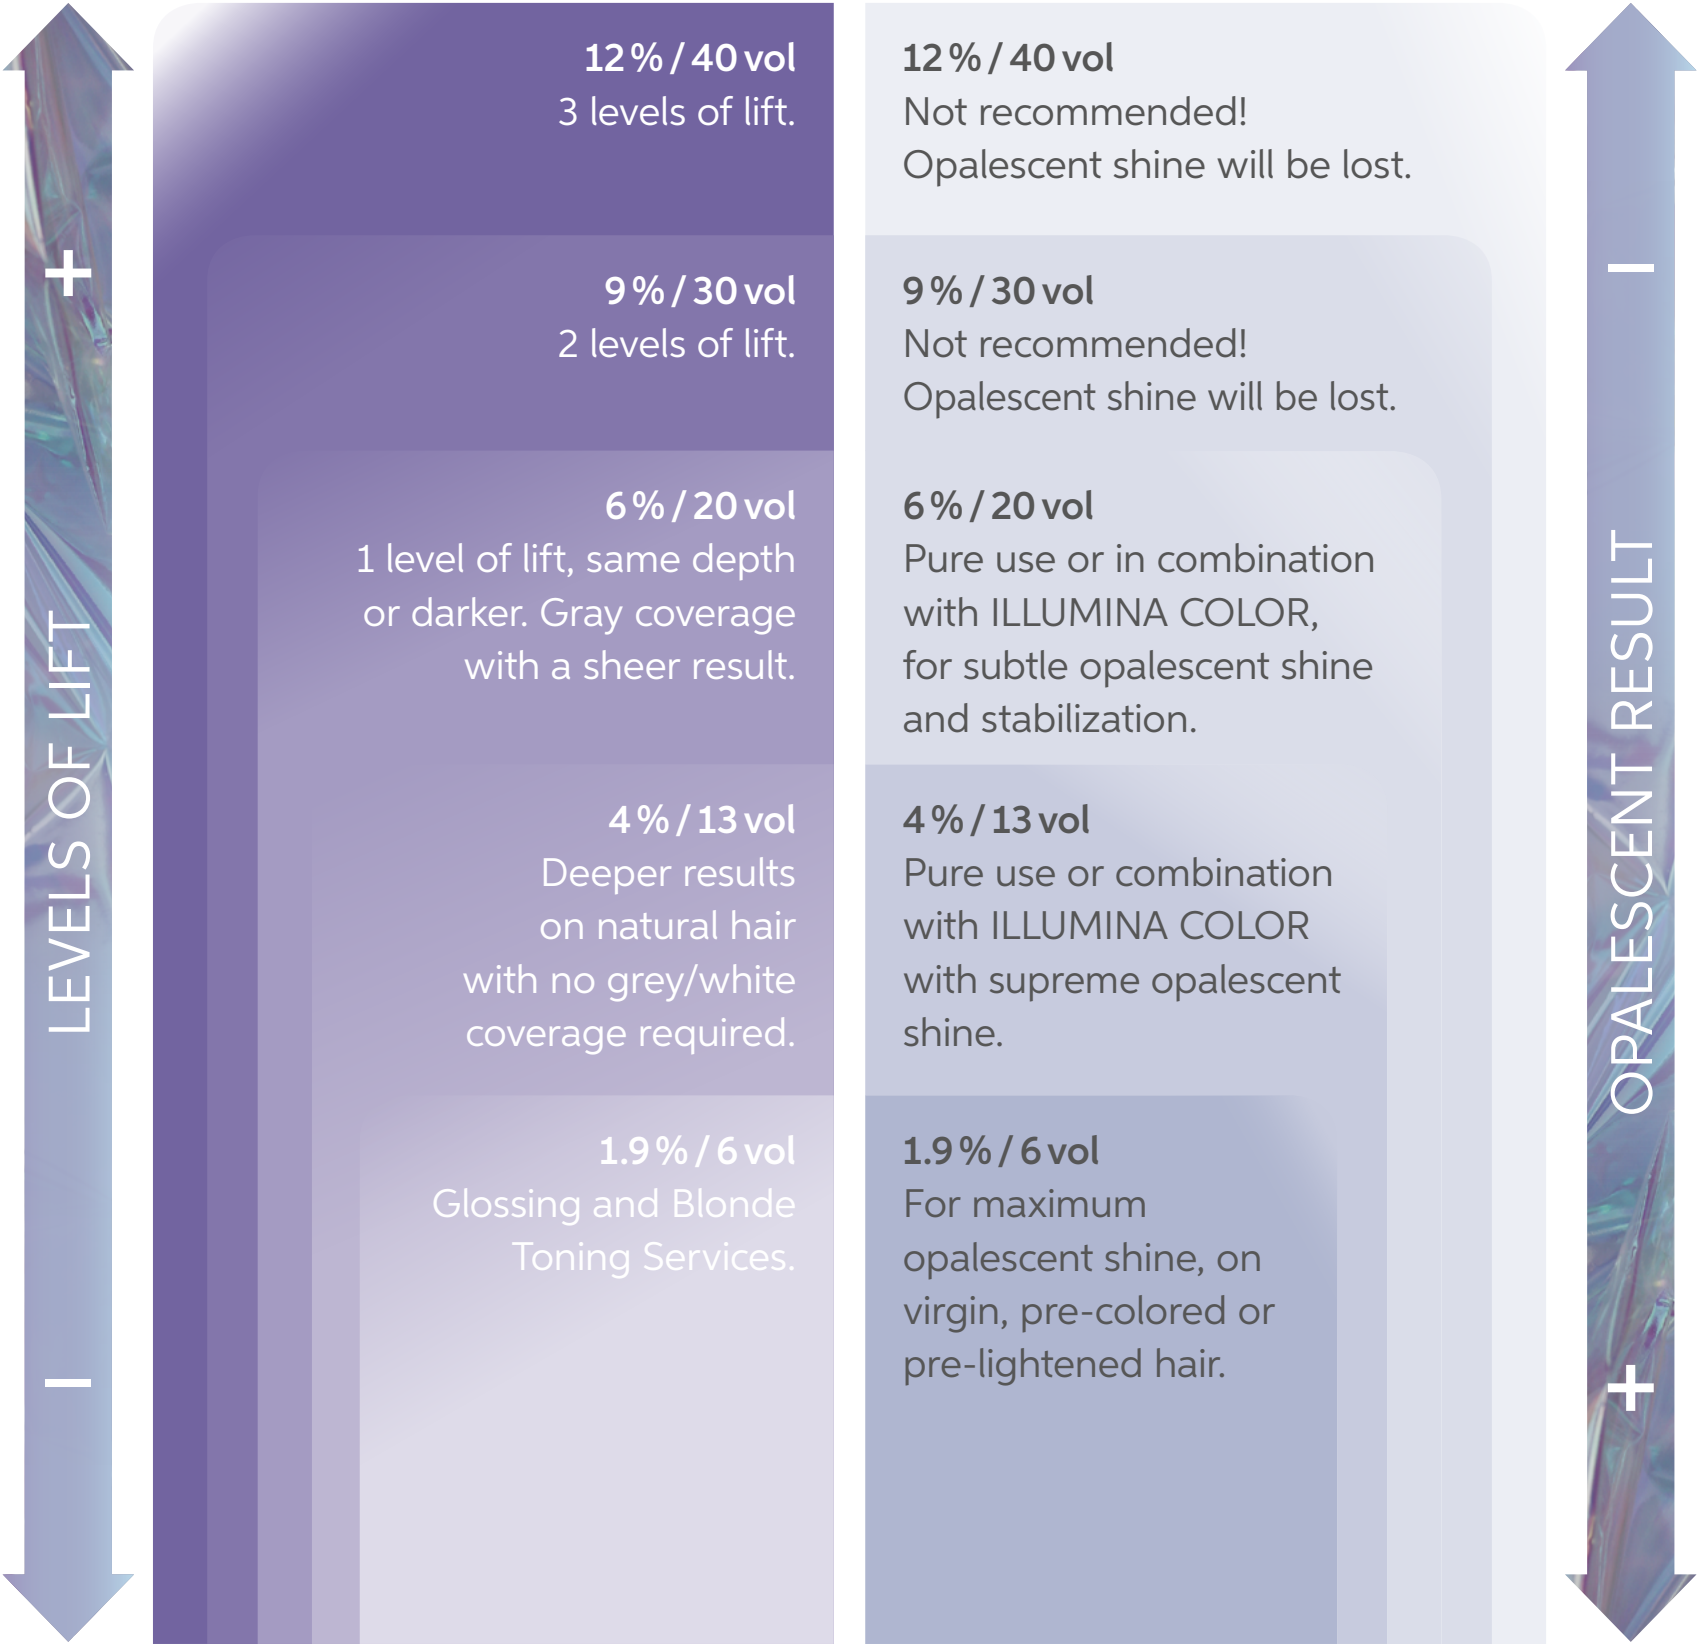 LEVELS OF LIFT
+
–
12 % / 40 vol
3 levels of lift.
9 % / 30 vol
2 levels of lift.
6 % / 20 vol
1 level of lift, same depth
or darker. Gray coverage
with a sheer result.
4 % / 13 vol
Deeper results
on natural hair
with no grey/white
coverage required.
1.9 % / 6 vol
Glossing and Blonde
Toning Services.
12 % / 40 vol
Not recommended!
Opalescent shine will be lost.
9 % / 30 vol
Not recommended!
Opalescent shine will be lost.
6 % / 20 vol
Pure use or in combination
with ILLUMINA COLOR,
for subtle opalescent shine
and stabilization.
4 % / 13 vol
Pure use or combination
with ILLUMINA COLOR
with supreme opalescent
shine.
1.9 % / 6 vol
For maximum
opalescent shine, on
virgin, pre-colored or
pre-lightened hair.
–
OPALESCENT RESULT
+